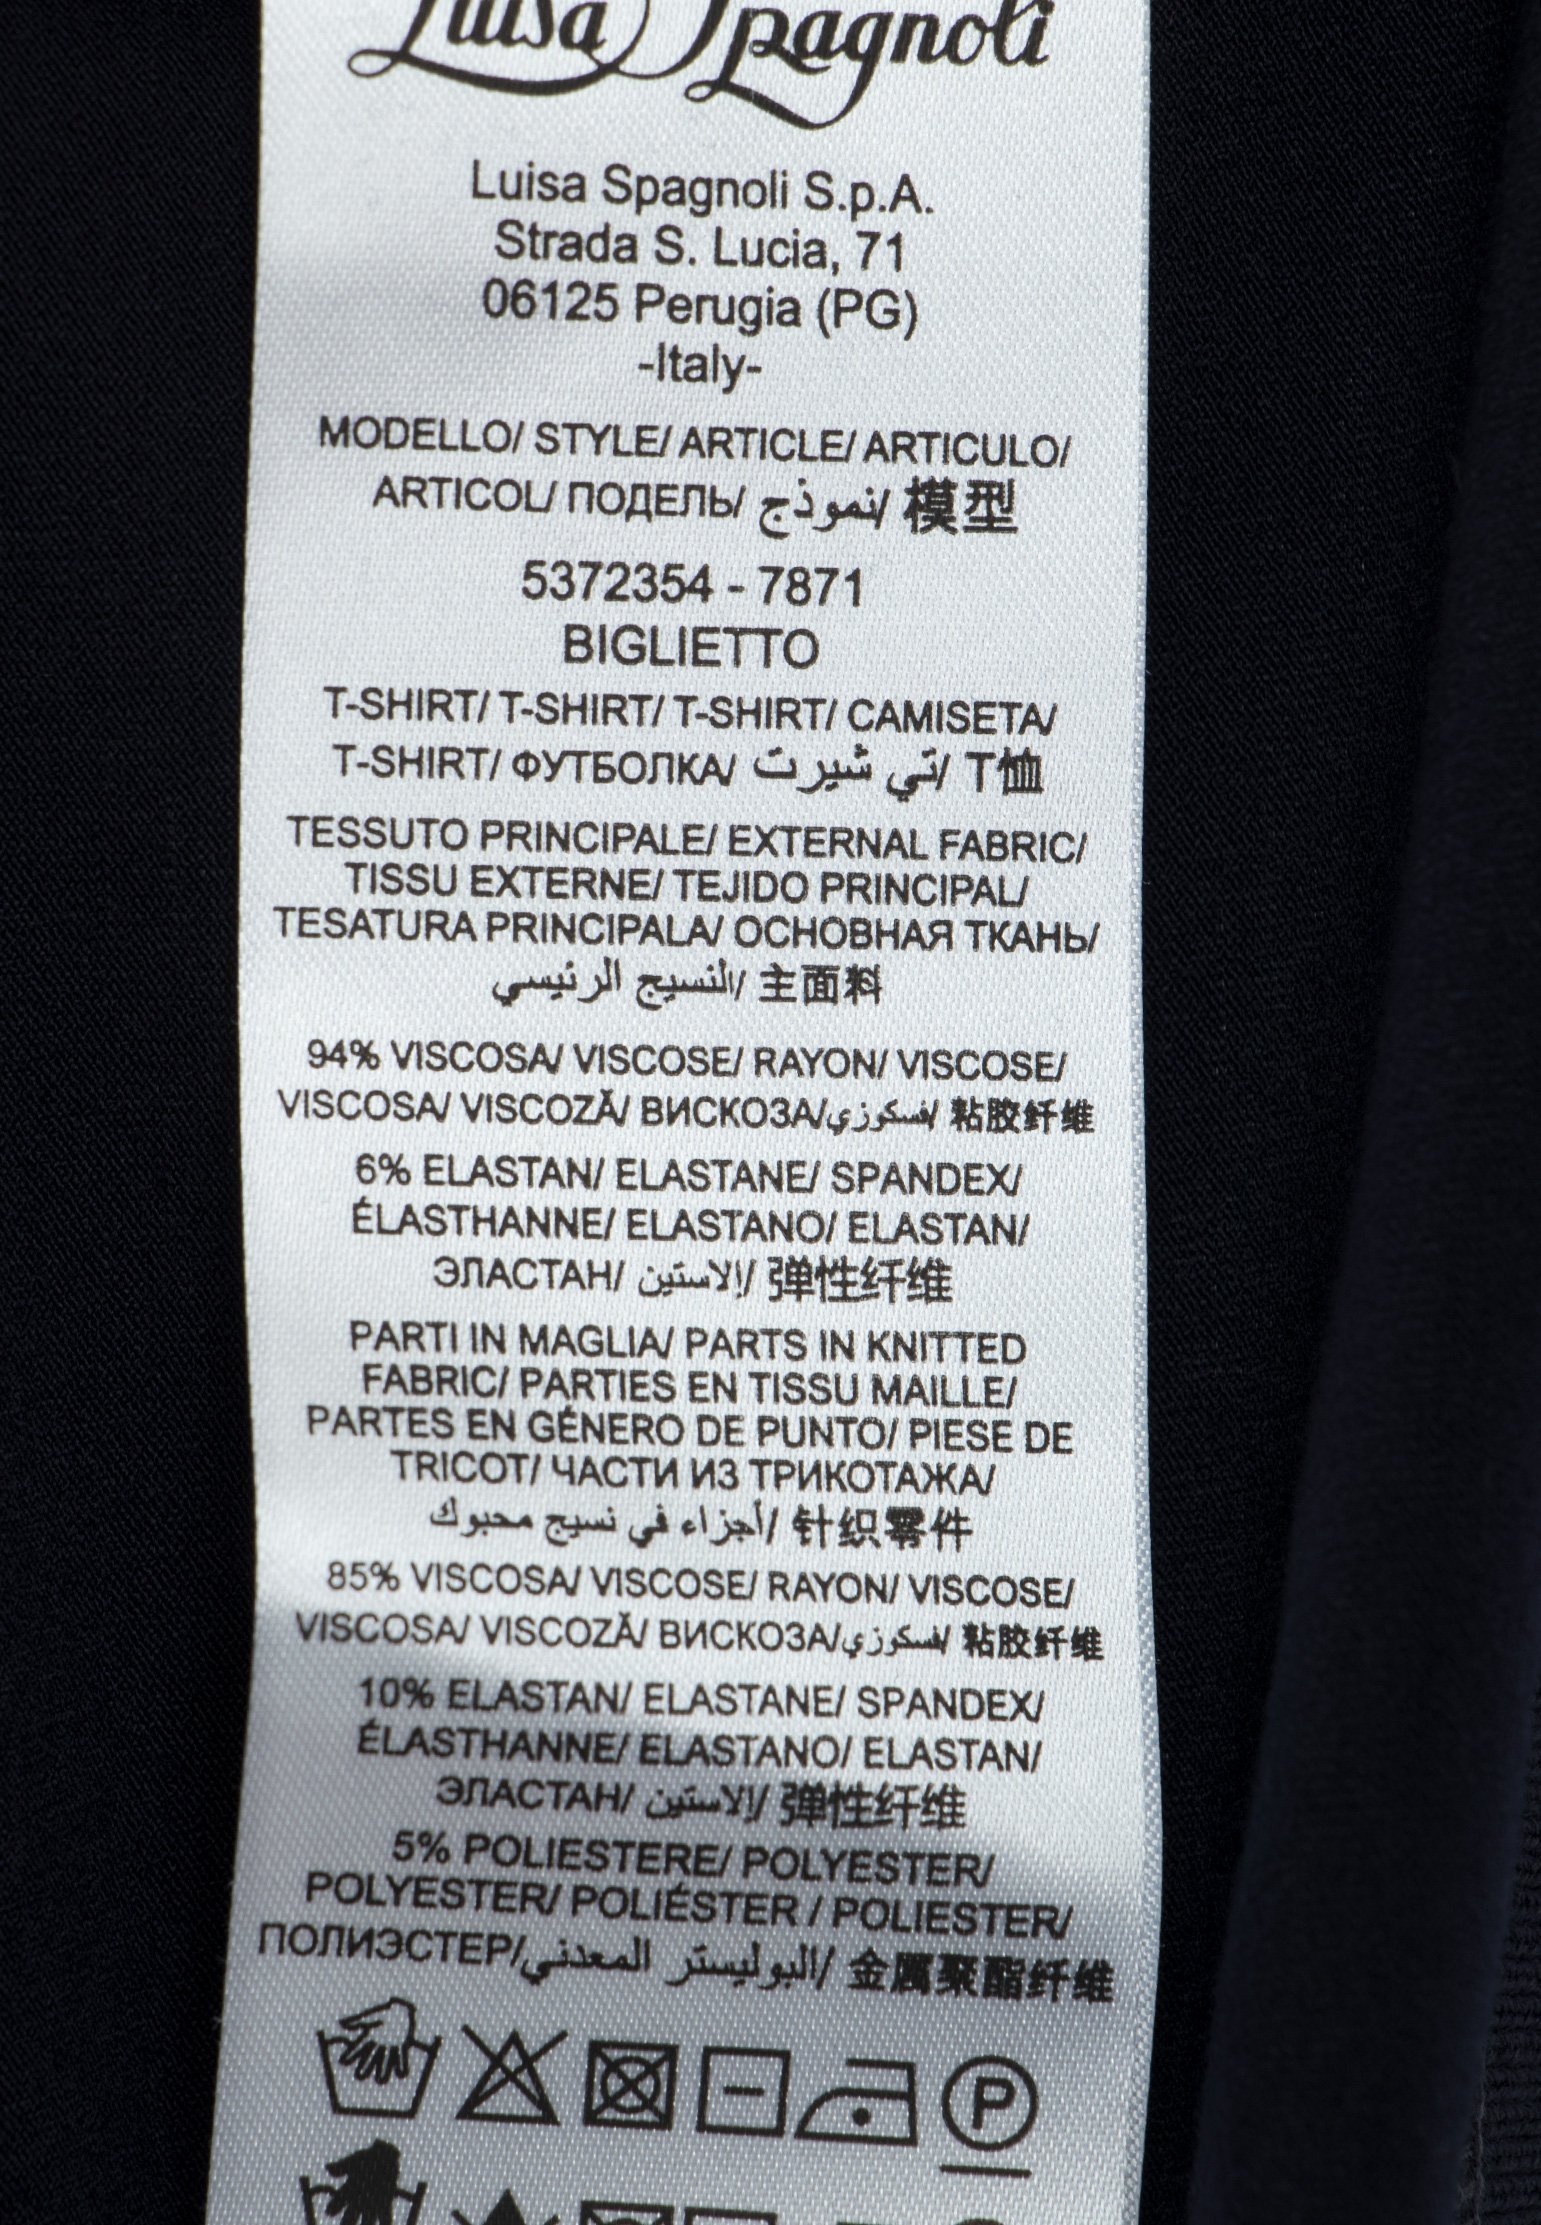 Luisa Spagnoli
Luisa Spagnoli S.p.A.
Strada S. Lucia, 71
06125 Perugia (PG)
-Italy-
MODELLO/ STYLE/ ARTICLE/ ARTICULO/
ARTICOL/ ПОДЕЛЬ/ نموذج/ 模型
5372354 - 7871
BIGLIETTO
T-SHIRT/ T-SHIRT/ T-SHIRT/ CAMISETA/
T-SHIRT/ ФУТБОЛКА/ تي شيرت/ T恤
TESSUTO PRINCIPALE/ EXTERNAL FABRIC/
TISSU EXTERNE/ TEJIDO PRINCIPAL/
TESATURA PRINCIPALA/ ОСНОВНАЯ ТКАНЬ/
النسيج الرئيسي/ 主面料
94% VISCOSA/ VISCOSE/ RAYON/ VISCOSE/
VISCOSA/ VISCOZĂ/ ВИСКОЗА/فسكوزي/ 粘胶纤维
6% ELASTAN/ ELASTANE/ SPANDEX/
ÉLASTHANNE/ ELASTANO/ ELASTAN/
ЭЛАСТАН/ إلاستين/ 弹性纤维
PARTI IN MAGLIA/ PARTS IN KNITTED
FABRIC/ PARTIES EN TISSU MAILLE/
PARTES EN GÉNERO DE PUNTO/ PIESE DE
TRICOT/ ЧАСТИ ИЗ ТРИКОТАЖА/
أجزاء في نسيج محبوك/ 针织零件
85% VISCOSA/ VISCOSE/ RAYON/ VISCOSE/
VISCOSA/ VISCOZĂ/ ВИСКОЗА/فسكوزي/ 粘胶纤维
10% ELASTAN/ ELASTANE/ SPANDEX/
ÉLASTHANNE/ ELASTANO/ ELASTAN/
ЭЛАСТАН/ إلاستين/ 弹性纤维
5% POLIESTERE/ POLYESTER/
POLYESTER/ POLIÉSTER / POLIESTER/
ПОЛИЭСТЕР/البوليستر المعدني/ 金属聚酯纤维
P